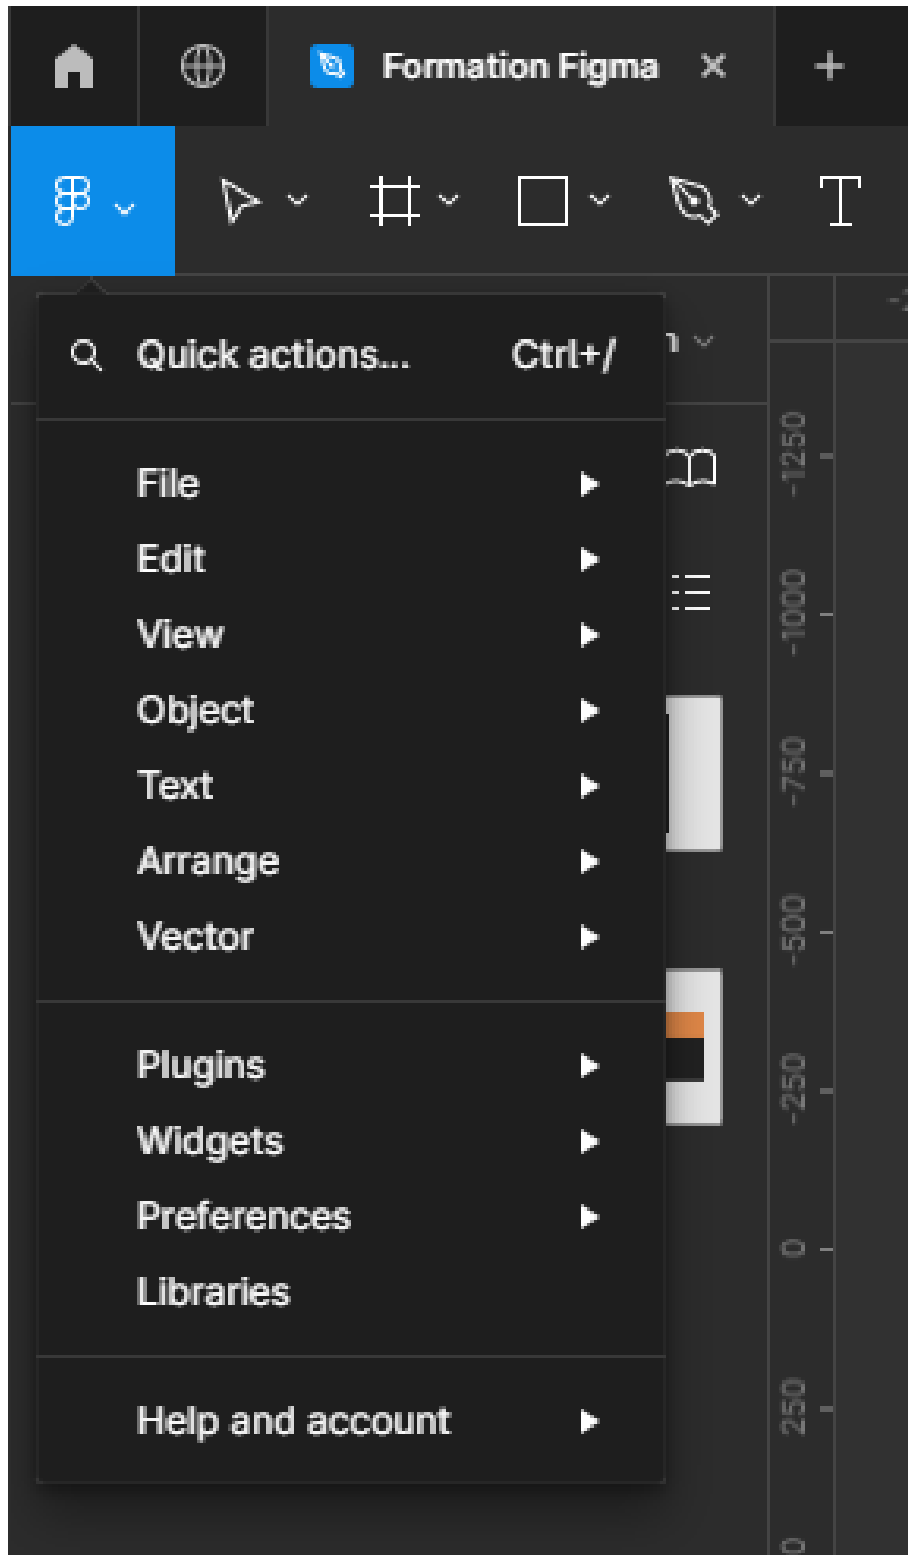 Formation Figma
Quick actions... Ctrl+/
File
Edit
View
Object
Text
Arrange
Vector
Plugins
Widgets
Preferences
Libraries
Help and account
-1250
-1000
-750
-500
-250
0
250